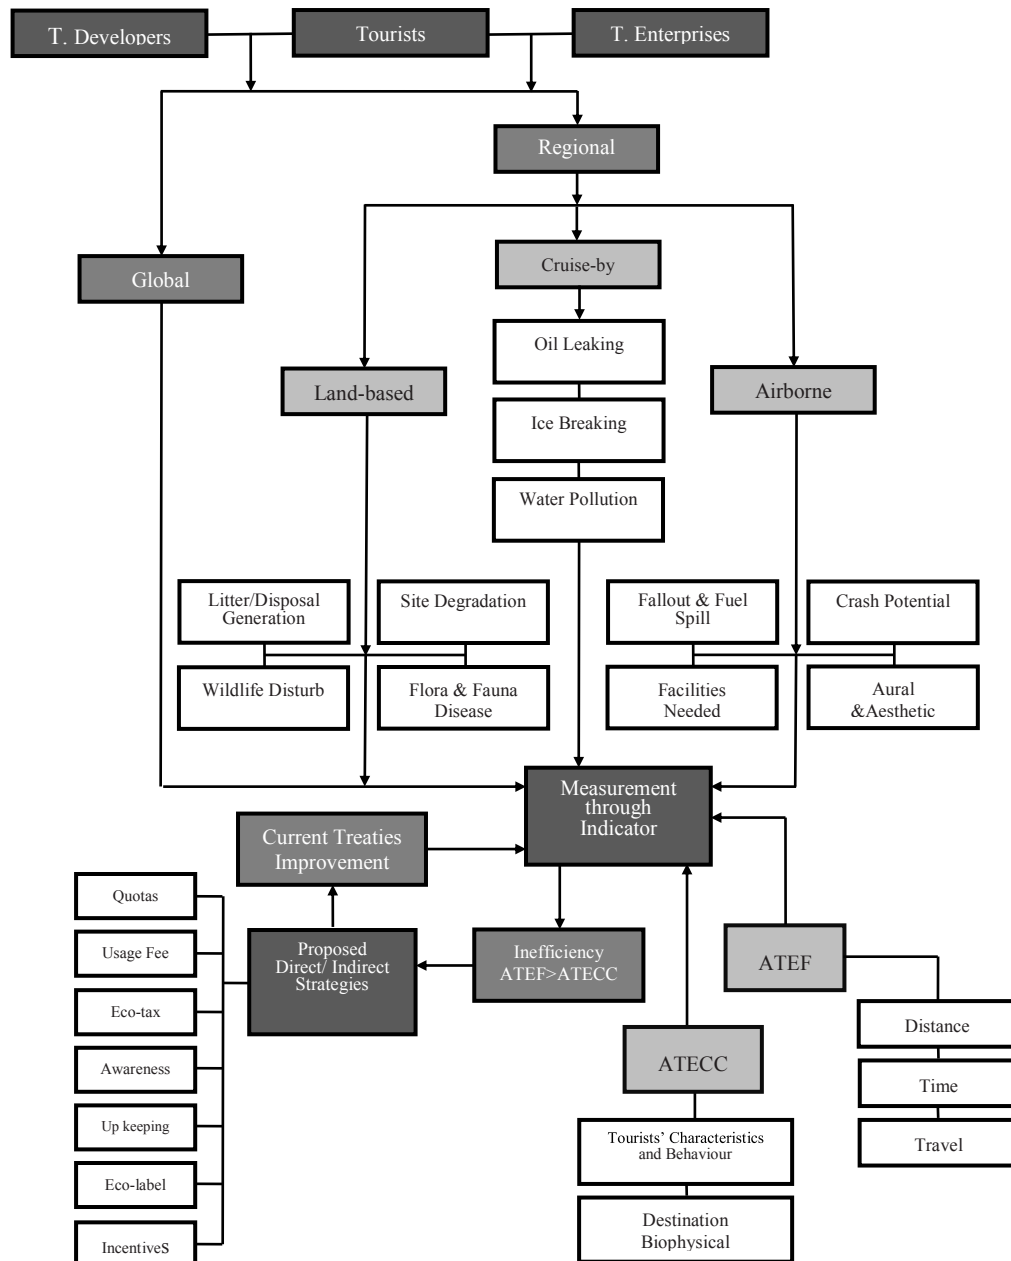 T. Developers
Tourists
T. Enterprises
Regional
Global
Cruise-by
Oil Leaking
Land-based
Airborne
Ice Breaking
Water Pollution
Litter/Disposal
Generation
Site Degradation
Fallout & Fuel
Spill
Crash Potential
Wildlife Disturb
Flora & Fauna
Disease
Facilities
Needed
Aural
&Aesthetic
Measurement
through
Indicator
Current Treaties
Improvement
Quotas
Usage Fee
Eco-tax
Awareness
Up keeping
Eco-label
IncentiveS
Proposed
Direct/ Indirect
Strategies
Inefficiency
ATEF>ATECC
ATEF
Distance
Time
Travel
ATECC
Tourists' Characteristics
and Behaviour
Destination
Biophysical